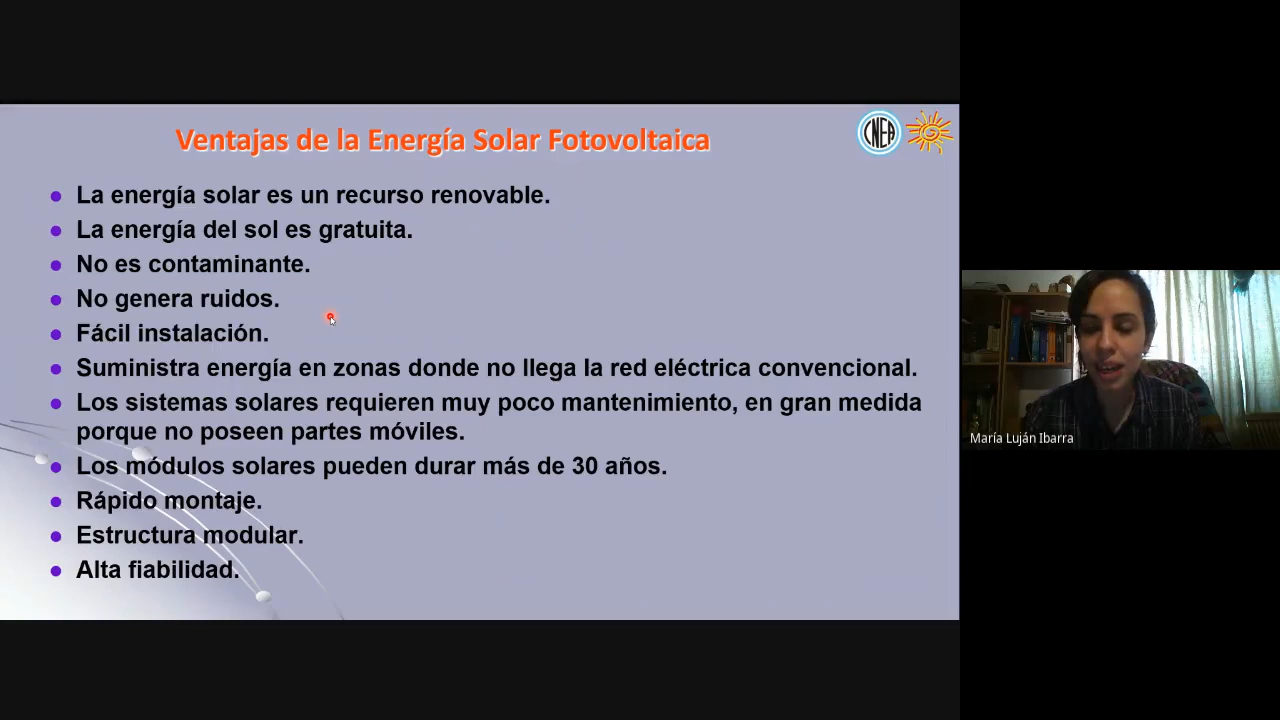 Ventajas de la Energía Solar Fotovoltaica
CNEA
La energía solar es un recurso renovable.
La energía del sol es gratuita.
No es contaminante.
No genera ruidos.
Fácil instalación.
Suministra energía en zonas donde no llega la red eléctrica convencional.
Los sistemas solares requieren muy poco mantenimiento, en gran medida
porque no poseen partes móviles.
Los módulos solares pueden durar más de 30 años.
Rápido montaje.
Estructura modular.
Alta fiabilidad.
María Luján Ibarra